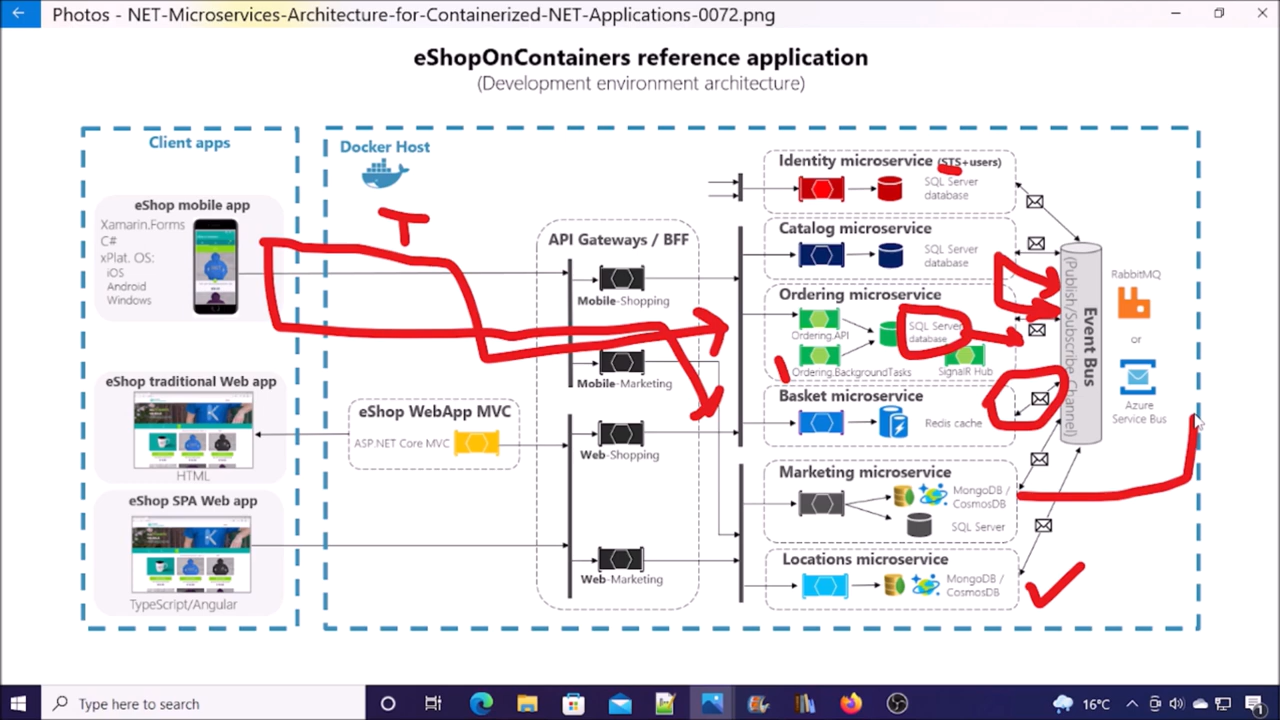 Photos - NET-Microservices-Architecture-for-Containerized-NET-Applications-0072.png
eShopOnContainers reference application
(Development environment architecture)
Client apps
eShop mobile app
Xamarin.Forms
C#
xPlat. OS:
iOS
Android
Windows
eShop traditional Web app
HTML
eShop SPA Web app
TypeScript/Angular
Docker Host
T
eShop WebApp MVC
ASP.NET Core MVC
API Gateways / BFF
Mobile-Shopping
Mobile-Marketing
Web-Shopping
Web-Marketing
Identity microservice (STS+users)
SQL Server
database
Catalog microservice
SQL Server
database
Ordering microservice
Ordering.API
SQL Server
database
Ordering.BackgroundTasks
SignalR Hub
Basket microservice
Redis cache
Marketing microservice
MongoDB /
CosmosDB
SQL Server
Locations microservice
MongoDB /
CosmosDB
Event Bus
(Publish/Subscribe Channel)
RabbitMQ
or
Azure
Service Bus
Type here to search
16°C
1